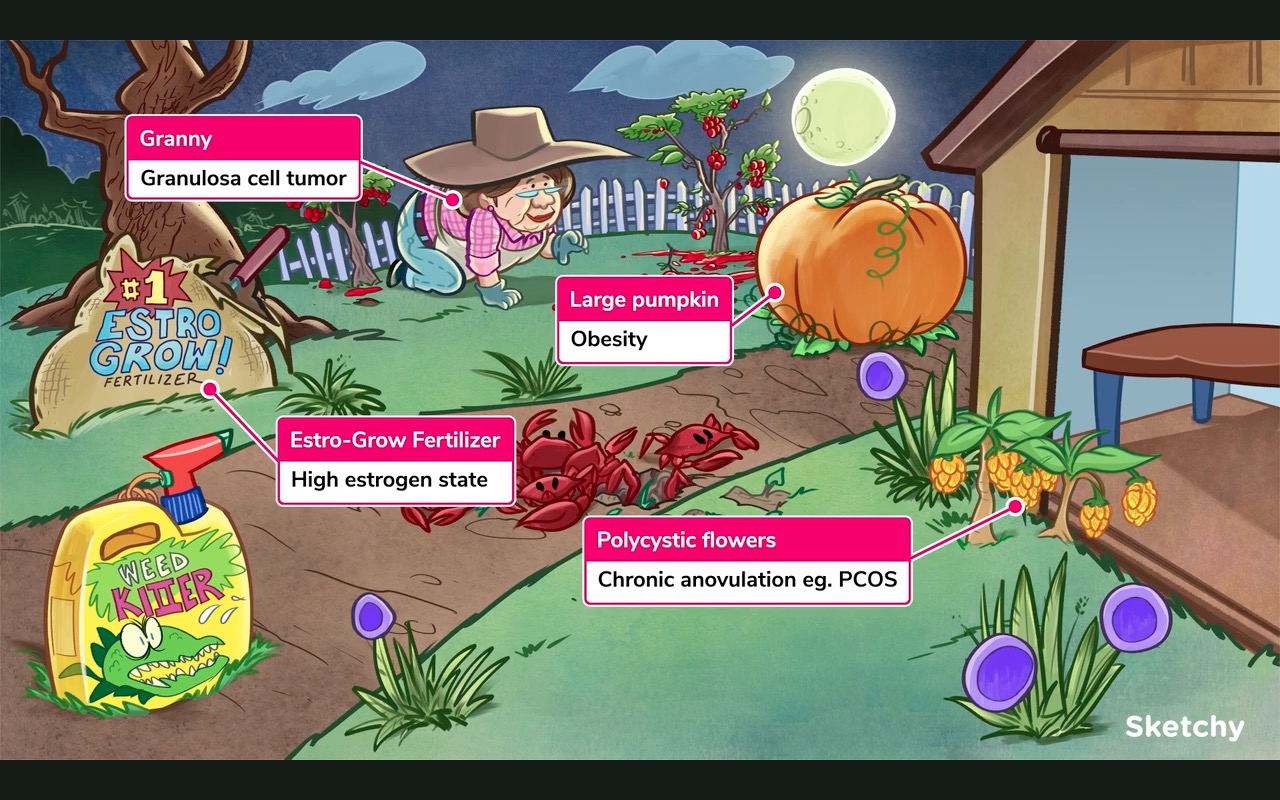 Granny
Granulosa cell tumor
#1
ESTRO
GROW!
FERTILIZER
Large pumpkin
Obesity
Estro-Grow Fertilizer
High estrogen state
WEED
KIIIER
Polycystic flowers
Chronic anovulation eg. PCOS
Sketchy